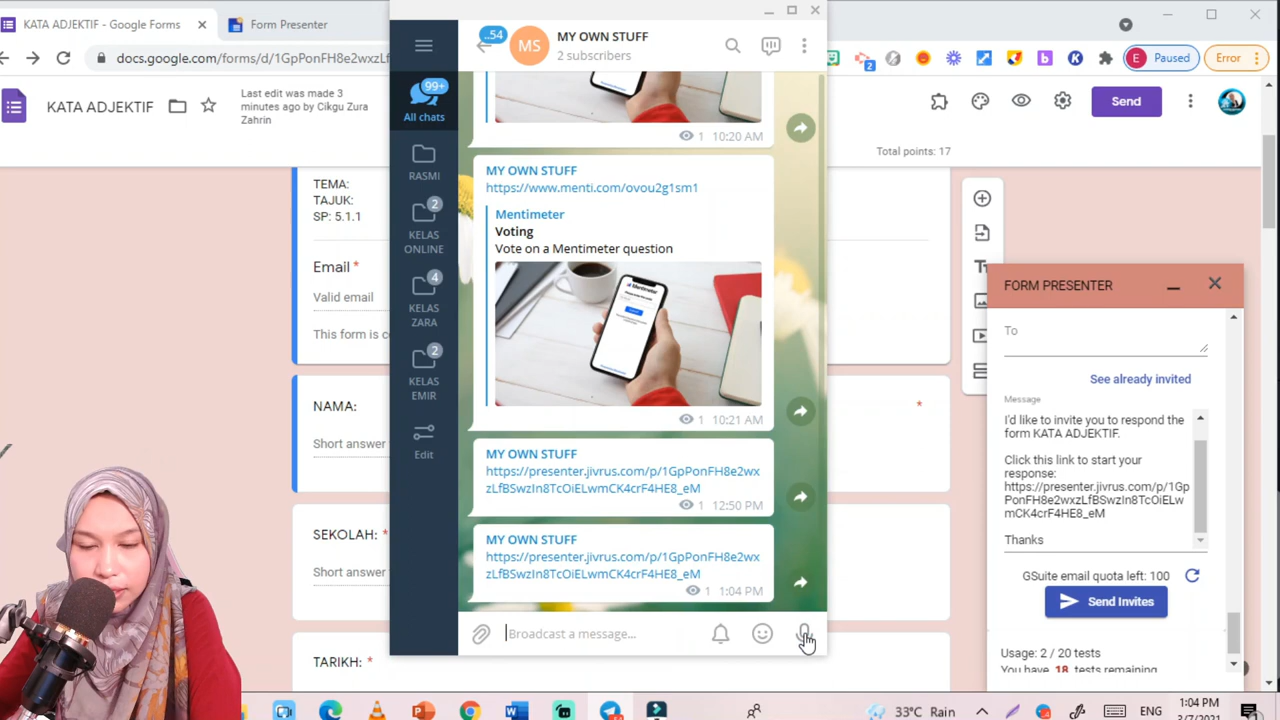 KATA ADJEKTIF - Google Forms
Form Presenter
docs.google.com/forms/d/1GpPonFH8e2wxzLf
Paused
Error
KATA ADJEKTIF
Last edit was made 3
minutes ago by Cikgu Zura
Zahrin
Send
Total points: 17
TEMA:
TAJUK:
SP: 5.1.1
Email *
Valid email
This form is c
NAMA:
*
Short answer
SEKOLAH: *
Short answer
TARIKH: *
..54
MS
MY OWN STUFF
2 subscribers
99+
All chats
RASMI
2
KELAS
ONLINE
4
KELAS
ZARA
2
KELAS
EMIR
Edit
1 10:20 AM
MY OWN STUFF
https://www.menti.com/ovou2g1sm1
Mentimeter
Voting
Vote on a Mentimeter question
Mentimeter
1 10:21 AM
MY OWN STUFF
https://presenter.jivrus.com/p/1GpPonFH8e2wx
zLfBSwzIn8TcOiELwmCK4crF4HE8_eM
1 12:50 PM
MY OWN STUFF
https://presenter.jivrus.com/p/1GpPonFH8e2wx
zLfBSwzIn8TcOiELwmCK4crF4HE8_eM
1 1:04 PM
Broadcast a message...
FORM PRESENTER
To
See already invited
Message
I'd like to invite you to respond the
form KATA ADJEKTIF.
Click this link to start your
response:
https://presenter.jivrus.com/p/1Gp
PonFH8e2wxzLfBSwzIn8TcOiELw
mCK4crF4HE8_eM
Thanks
GSuite email quota left: 100
Send Invites
Usage: 2 / 20 tests
You have 18 tests remaining
33°C Rain
ENG
1:04 PM